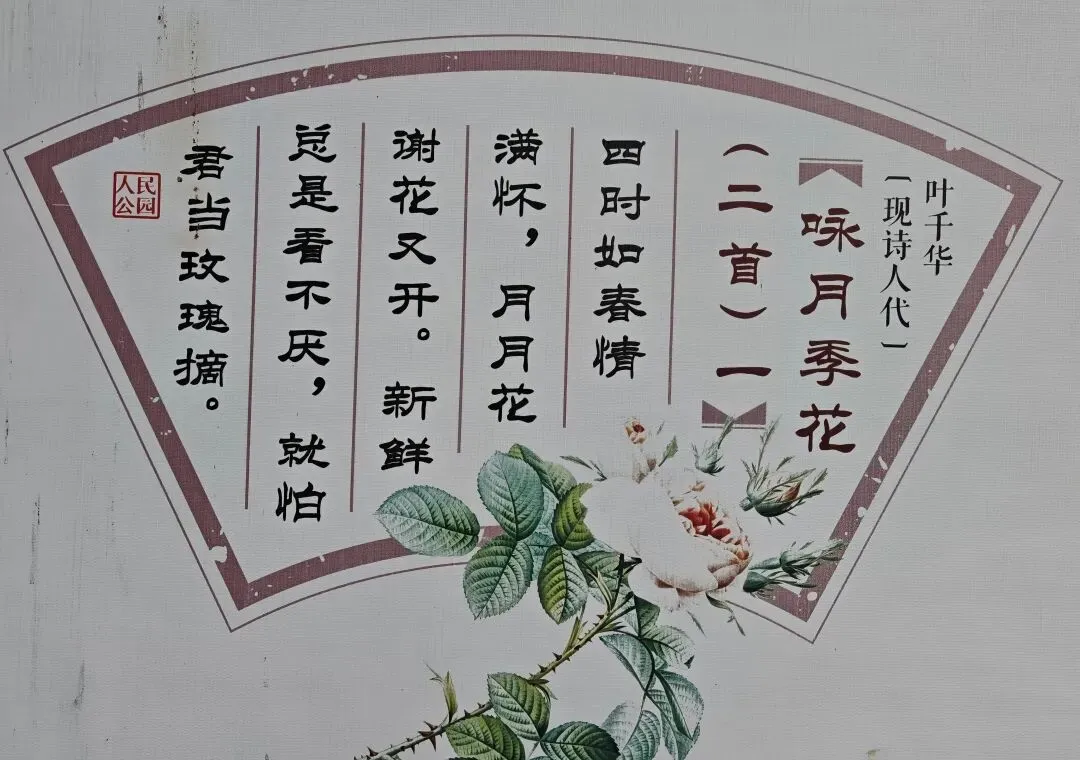 叶千华
〔现诗人代〕
《咏月季花
（二首）一》
四时如春情
满怀，月月花
谢花又开。新鲜
总是看不厌，就怕
君当玫瑰摘。
人民公园